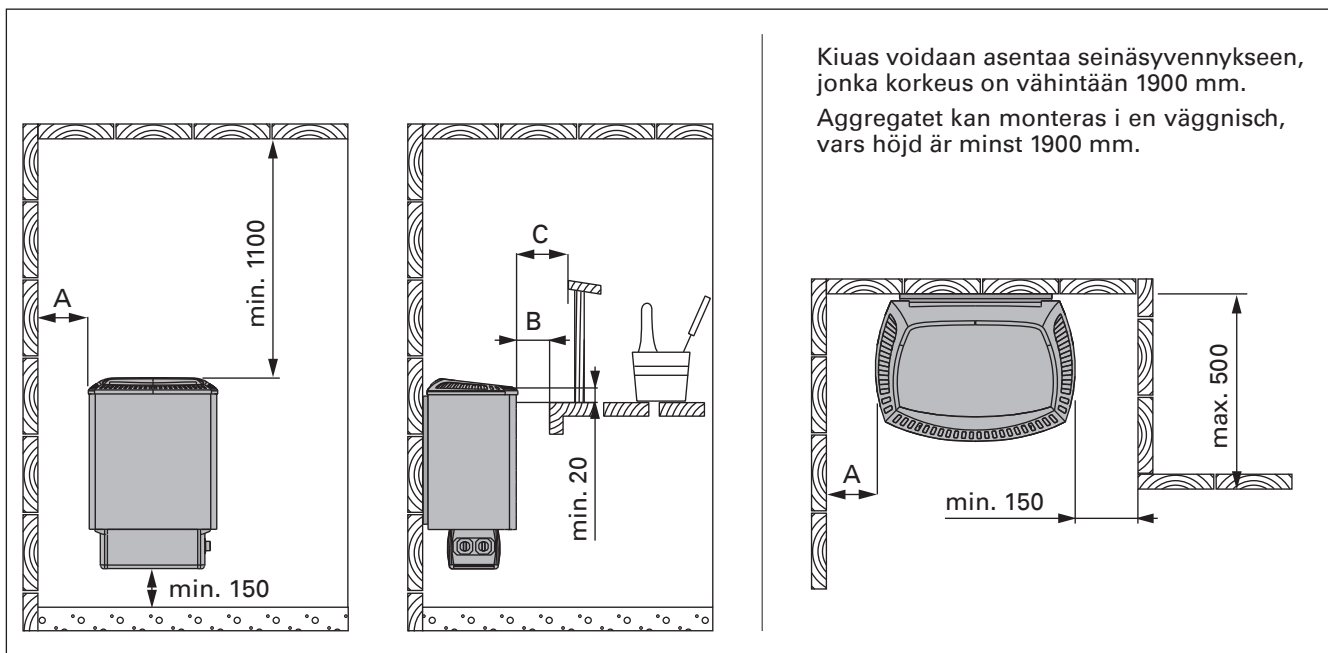 Kiuas voidaan asentaa seinäsyvennykseen,
jonka korkeus on vähintään 1900 mm.
Aggregatet kan monteras i en väggnisch,
vars höjd är minst 1900 mm.
A
min. 1100
min. 150
C
B
min. 20
A
min. 150
max. 500